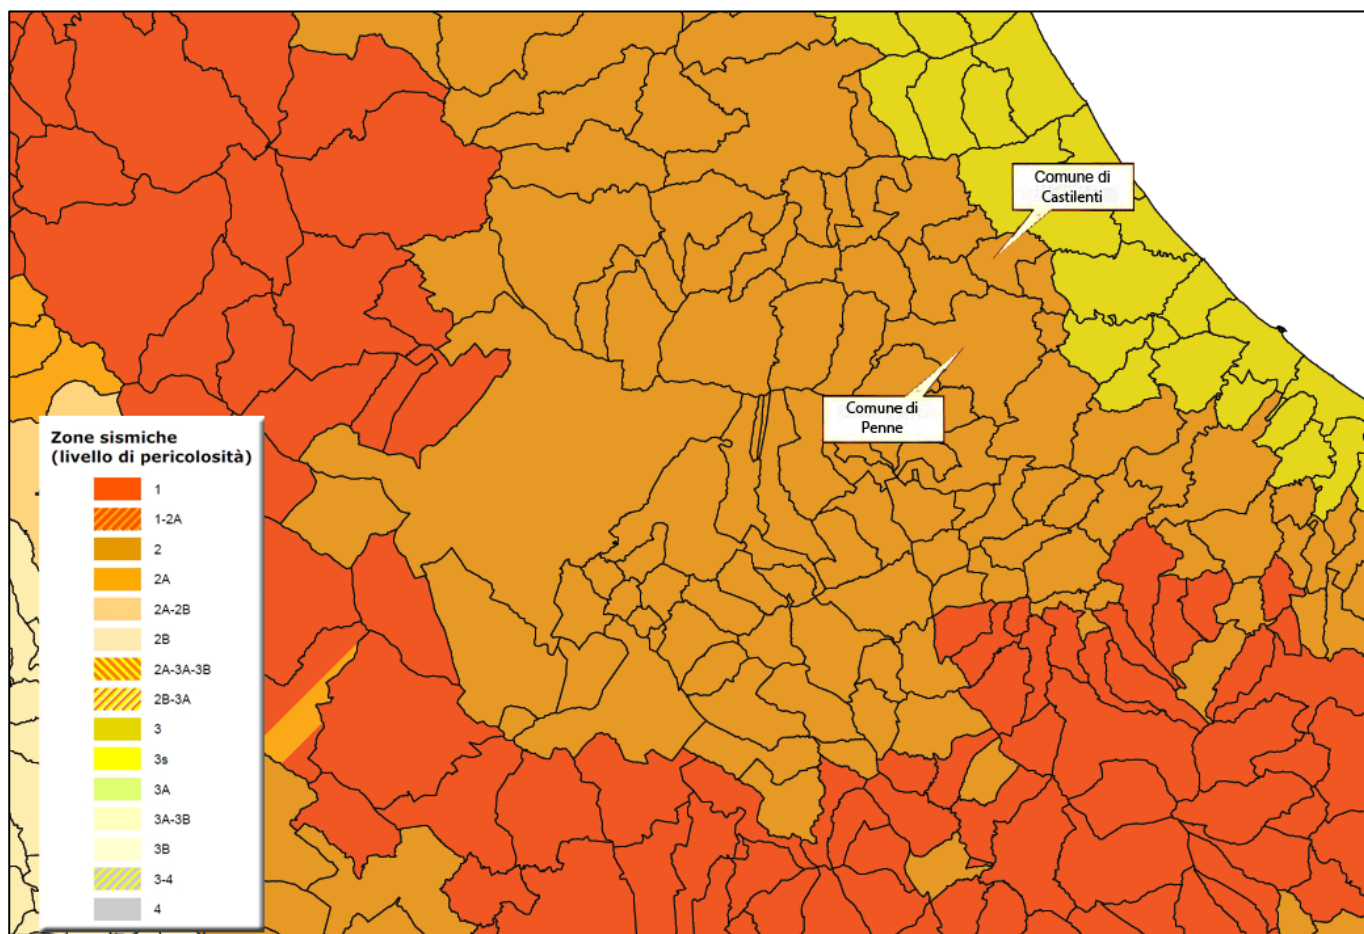 Comune di
Castilenti
Comune di
Penne
Zone sismiche
(livello di pericolosità)
1
1-2A
2
2A
2A-2B
2B
2A-3A-3B
2B-3A
3
3s
3A
3A-3B
3B
3-4
4